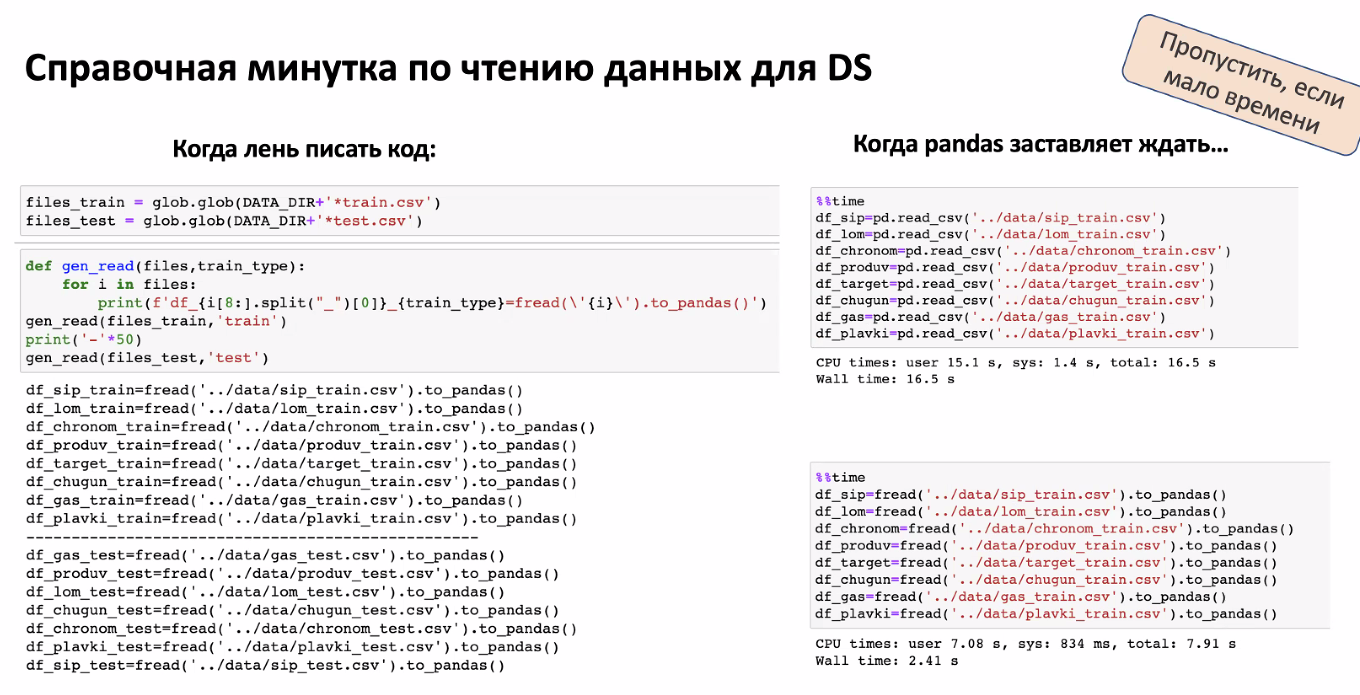 Справочная минутка по чтению данных для DS
Пропустить, если
мало времени
Когда лень писать код:
files_train = glob.glob(DATA_DIR+'*train.csv')
files_test = glob.glob(DATA_DIR+'*test.csv')
def gen_read(files,train_type):
    for i in files:
        print(f'df_{i[8:].split("_")[0]}_{train_type}=fread(\'{i}\').to_pandas()')
gen_read(files_train,'train')
print('-'*50)
gen_read(files_test,'test')
df_sip_train=fread('../data/sip_train.csv').to_pandas()
df_lom_train=fread('../data/lom_train.csv').to_pandas()
df_chronom_train=fread('../data/chronom_train.csv').to_pandas()
df_produv_train=fread('../data/produv_train.csv').to_pandas()
df_target_train=fread('../data/target_train.csv').to_pandas()
df_chugun_train=fread('../data/chugun_train.csv').to_pandas()
df_gas_train=fread('../data/gas_train.csv').to_pandas()
df_plavki_train=fread('../data/plavki_train.csv').to_pandas()
--------------------------------------------------
df_gas_test=fread('../data/gas_test.csv').to_pandas()
df_produv_test=fread('../data/produv_test.csv').to_pandas()
df_lom_test=fread('../data/lom_test.csv').to_pandas()
df_chugun_test=fread('../data/chugun_test.csv').to_pandas()
df_chronom_test=fread('../data/chronom_test.csv').to_pandas()
df_plavki_test=fread('../data/plavki_test.csv').to_pandas()
df_sip_test=fread('../data/sip_test.csv').to_pandas()
Когда pandas заставляет ждать…
%%time
df_sip=pd.read_csv('../data/sip_train.csv')
df_lom=pd.read_csv('../data/lom_train.csv')
df_chronom=pd.read_csv('../data/chronom_train.csv')
df_produv=pd.read_csv('../data/produv_train.csv')
df_target=pd.read_csv('../data/target_train.csv')
df_chugun=pd.read_csv('../data/chugun_train.csv')
df_gas=pd.read_csv('../data/gas_train.csv')
df_plavki=pd.read_csv('../data/plavki_train.csv')
CPU times: user 15.1 s, sys: 1.4 s, total: 16.5 s
Wall time: 16.5 s
%%time
df_sip=fread('../data/sip_train.csv').to_pandas()
df_lom=fread('../data/lom_train.csv').to_pandas()
df_chronom=fread('../data/chronom_train.csv').to_pandas()
df_produv=fread('../data/produv_train.csv').to_pandas()
df_target=fread('../data/target_train.csv').to_pandas()
df_chugun=fread('../data/chugun_train.csv').to_pandas()
df_gas=fread('../data/gas_train.csv').to_pandas()
df_plavki=fread('../data/plavki_train.csv').to_pandas()
CPU times: user 7.08 s, sys: 834 ms, total: 7.91 s
Wall time: 2.41 s